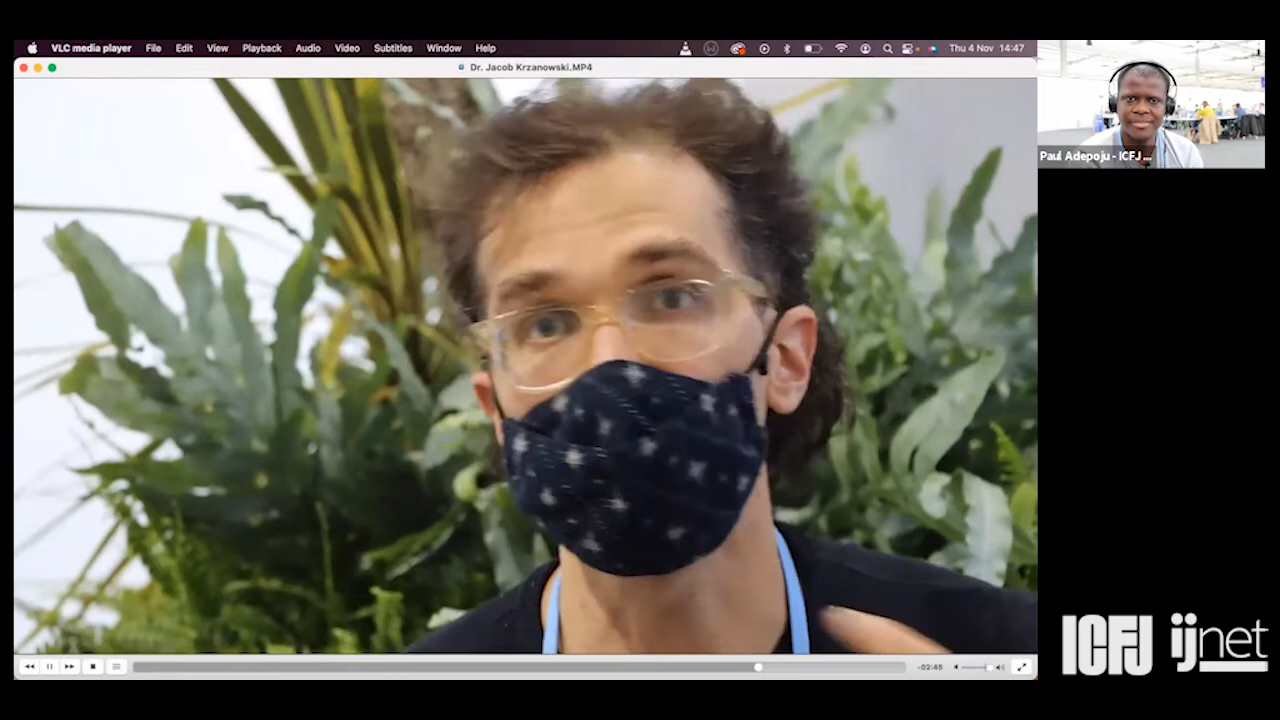 VLC media player File Edit View Playback Audio Video Subtitles Window Help Thu 4 Nov 14:47
Dr. Jacob Krzanowski.MP4
Paul Adepoju - ICFJ ...
-02:45
ICFJ ijnet